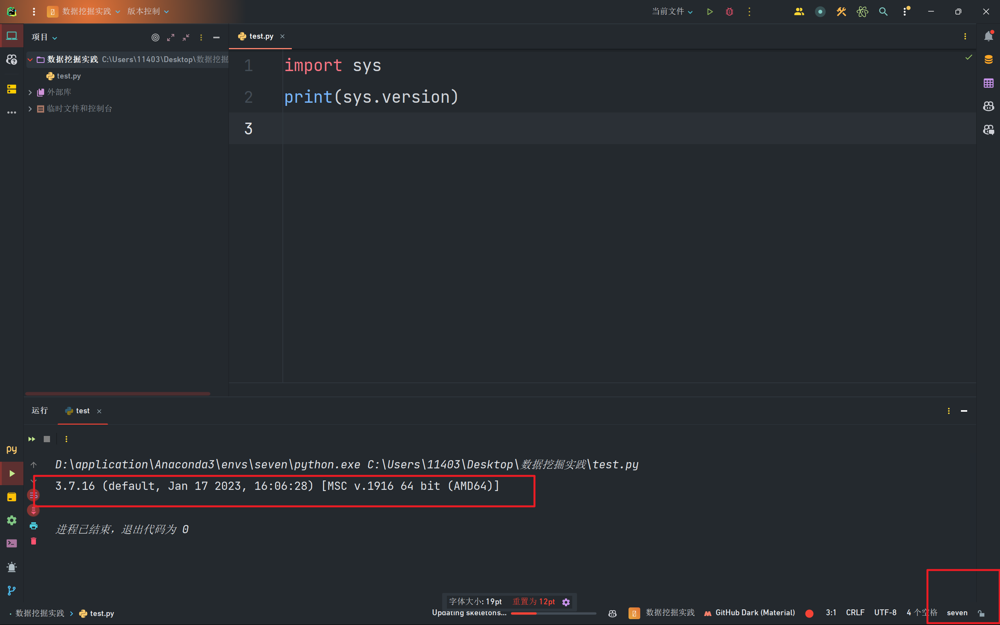 PC
数据挖掘实践 版本控制
当前文件
项目
test.py
数据挖掘实践 C:\Users\11403\Desktop\数据挖掘
test.py
外部库
临时文件和控制台
1 import sys
2 print(sys.version)
3
运行 test
py
D:\application\Anaconda3\envs\seven\python.exe C:\Users\11403\Desktop\数据挖掘实践\test.py
3.7.16 (default, Jan 17 2023, 16:06:28) [MSC v.1916 64 bit (AMD64)]
进程已结束，退出代码为 0
字体大小: 19pt 重置为 12pt
数据挖掘实践 test.py
Updating skeletons...
数据挖掘实践 GitHub Dark (Material) 3:1 CRLF UTF-8 4 个空格 seven